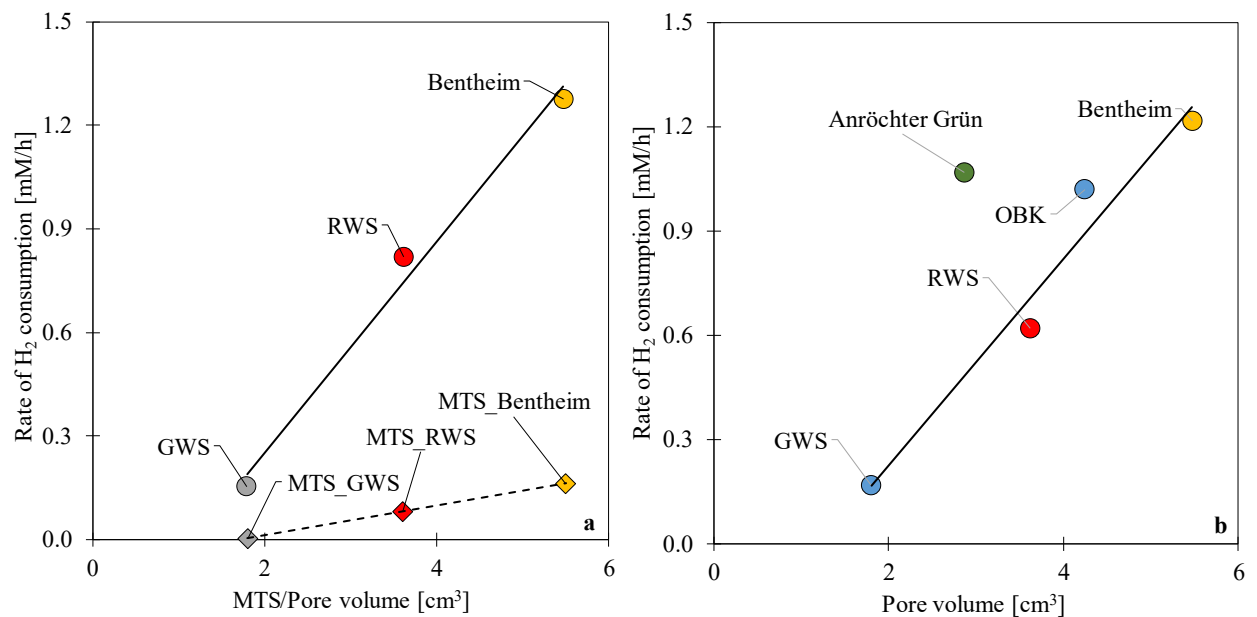 Rate of H₂ consumption [mM/h]
1.5
1.2
0.9
0.6
0.3
0.0
Bentheim
RWS
GWS
MTS_Bentheim
MTS_RWS
MTS_GWS
a
0
2
4
6
MTS/Pore volume [cm³]
Rate of H₂ consumption [mM/h]
1.5
1.2
0.9
0.6
0.3
0.0
Anröchter Grün
Bentheim
OBK
RWS
GWS
b
0
2
4
6
Pore volume [cm³]